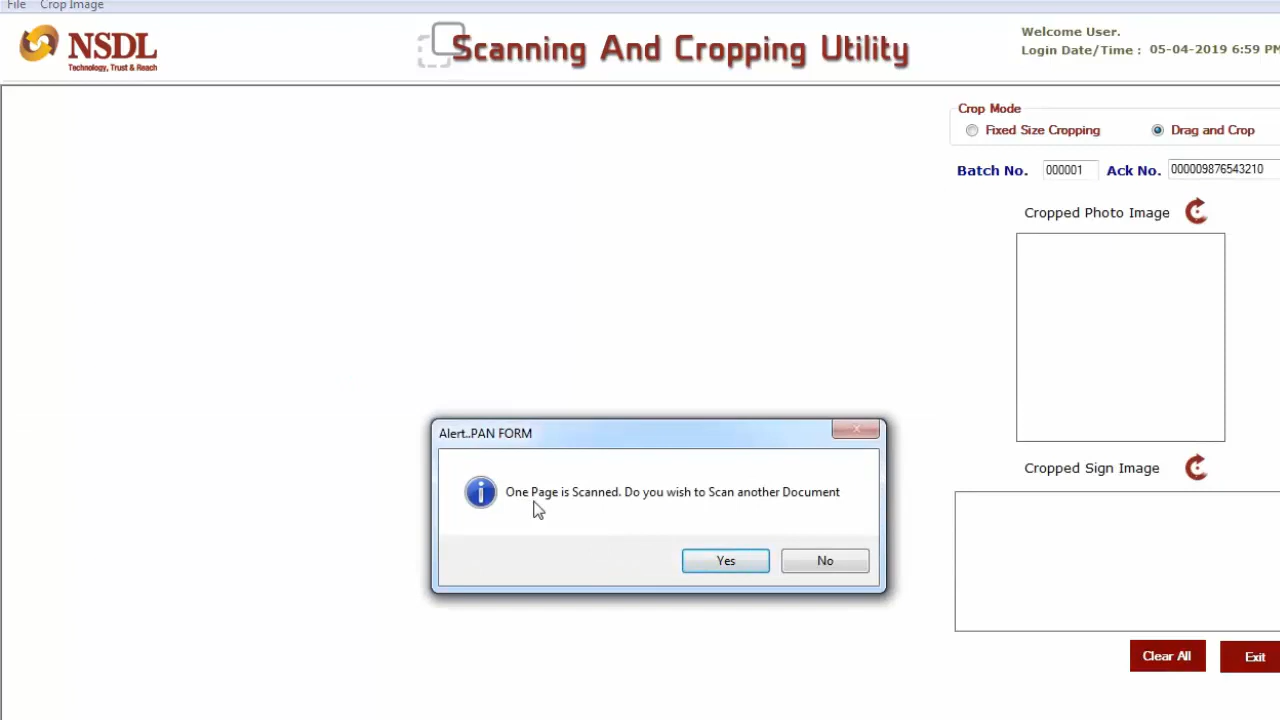 File Crop Image
NSDL
Technology, Trust & Reach
Scanning And Cropping Utility
Welcome User.
Login Date/Time : 05-04-2019 6:59 PM
Crop Mode
Fixed Size Cropping Drag and Crop
Batch No. 000001 Ack No. 000009876543210
Cropped Photo Image
Alert..PAN FORM
One Page is Scanned. Do you wish to Scan another Document
Yes No
Cropped Sign Image
Clear All Exit